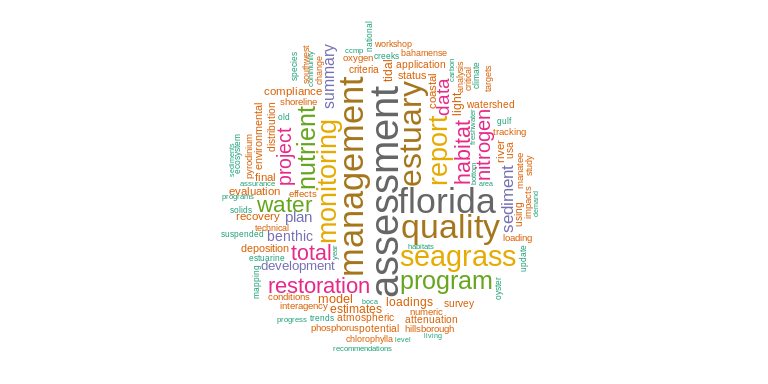 national
workshop
ccmp
oxygen
creeks
bahamense
species
southwest
community
change
criteria
tidal
application
status
carbon
analysis
critical
climate
targets
compliance
summary
shoreline
coastal
light
data
watershed
old
distribution
environmental
management
assessment
estuary
report
habitat
nitrogen
freshwater
gulf
tracking
nutrient
project
monitoring
river
usa
sediments
ecosystem
pyrodinium
final
bottom
area
manatee
study
assurance
evaluation
effects
programs
florida
sediment
using
impacts
demand
water
solids
recovery
plan
technical
quality
suspended
benthic
loading
deposition
total
year
habitats
seagrass
update
estuarine
development
mapping
restoration
program
oyster
conditions
model
boca
loadings
survey
interagency
estimates
numeric
progress
trends
atmospheric
attenuation
phosphorus
potential
hillsborough
chlorophylla
level
living
recommendations